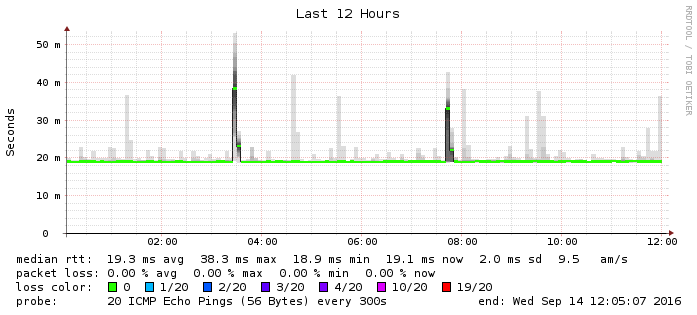 Last 12 Hours
RRDTOOL / TOBI OETIKER
Seconds
50 m
40 m
30 m
20 m
10 m
0
02:00 04:00 06:00 08:00 10:00 12:00
median rtt: 19.3 ms avg 38.3 ms max 18.9 ms min 19.1 ms now 2.0 ms sd 9.5 am/s
packet loss: 0.00 % avg 0.00 % max 0.00 % min 0.00 % now
loss color: 0 1/20 2/20 3/20 4/20 10/20 19/20
probe: 20 ICMP Echo Pings (56 Bytes) every 300s end: Wed Sep 14 12:05:07 2016